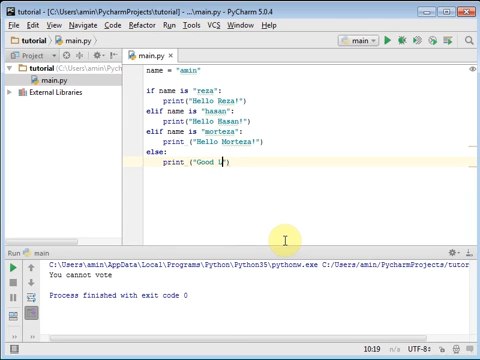 tutorial - [C:\Users\amin\PycharmProjects\tutorial] - ...\main.py - PyCharm 5.0.4
File Edit View Navigate Code Refactor Run Tools VCS Window Help
tutorial main.py main
Project main.py
tutorial (C:\Users\amin\Pyc
main.py
External Libraries
name = "amin"
if name is "reza":
print("Hello Reza!")
elif name is "hasan":
print("Hello Hasan!")
elif name is "morteza":
print ("Hello Morteza!")
else:
print ("Good L")
Run main
C:\Users\amin\AppData\Local\Programs\Python\Python35\pythonw.exe C:/Users/amin/PycharmProjects/tutor
You cannot vote
Process finished with exit code 0
10:19 n/a UTF-8